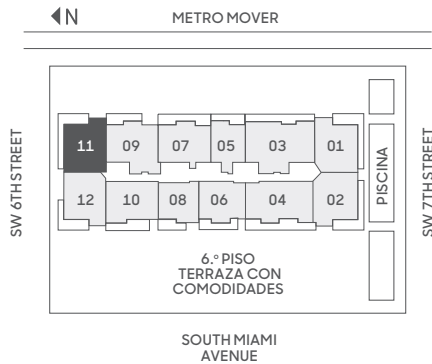 N
METRO MOVER
SW 6TH STREET
11
09
07
05
03
01
12
10
08
06
04
02
PISCINA
SW 7TH STREET
6.º PISO
TERRAZA CON
COMODIDADES
SOUTH MIAMI
AVENUE